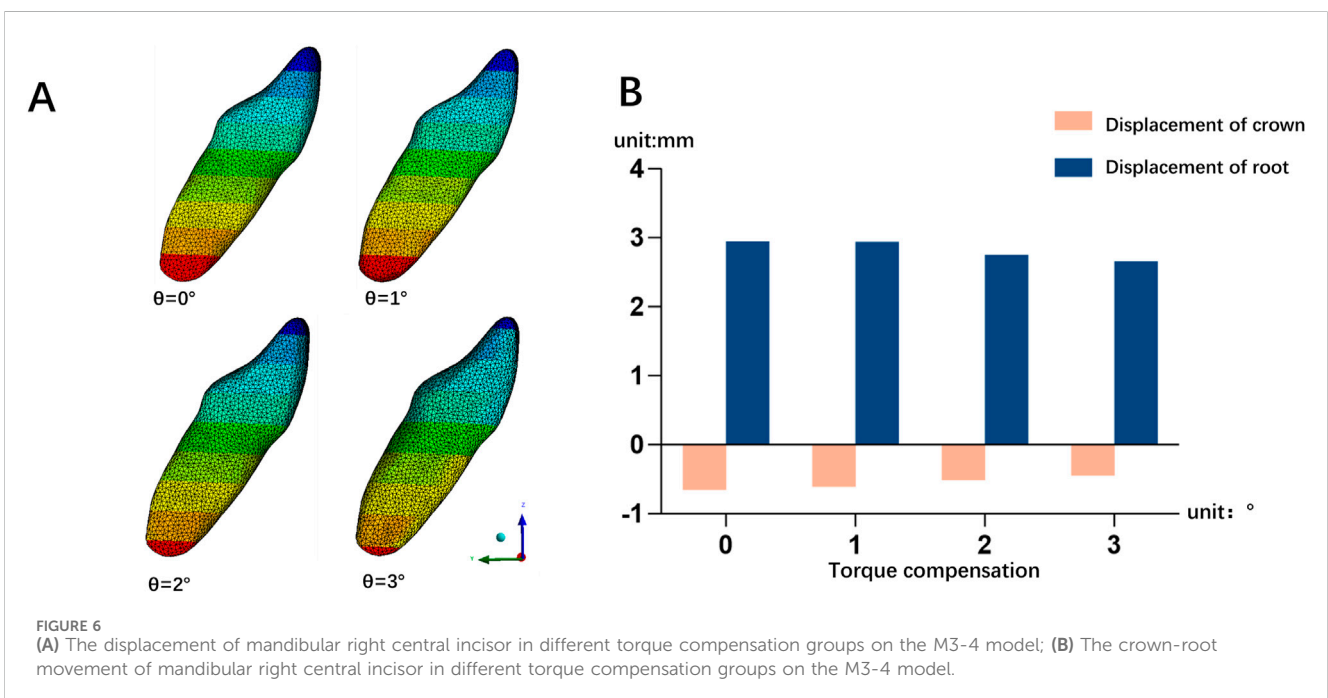 A
θ=0°
θ=1°
θ=2°
θ=3°
Z
Y
B
unit:mm
Displacement of crown
Displacement of root
4
3
2
1
0
-1
0 1 2 3
unit: °
Torque compensation
FIGURE 6
(A) The displacement of mandibular right central incisor in different torque compensation groups on the M3-4 model; (B) The crown-root
movement of mandibular right central incisor in different torque compensation groups on the M3-4 model.